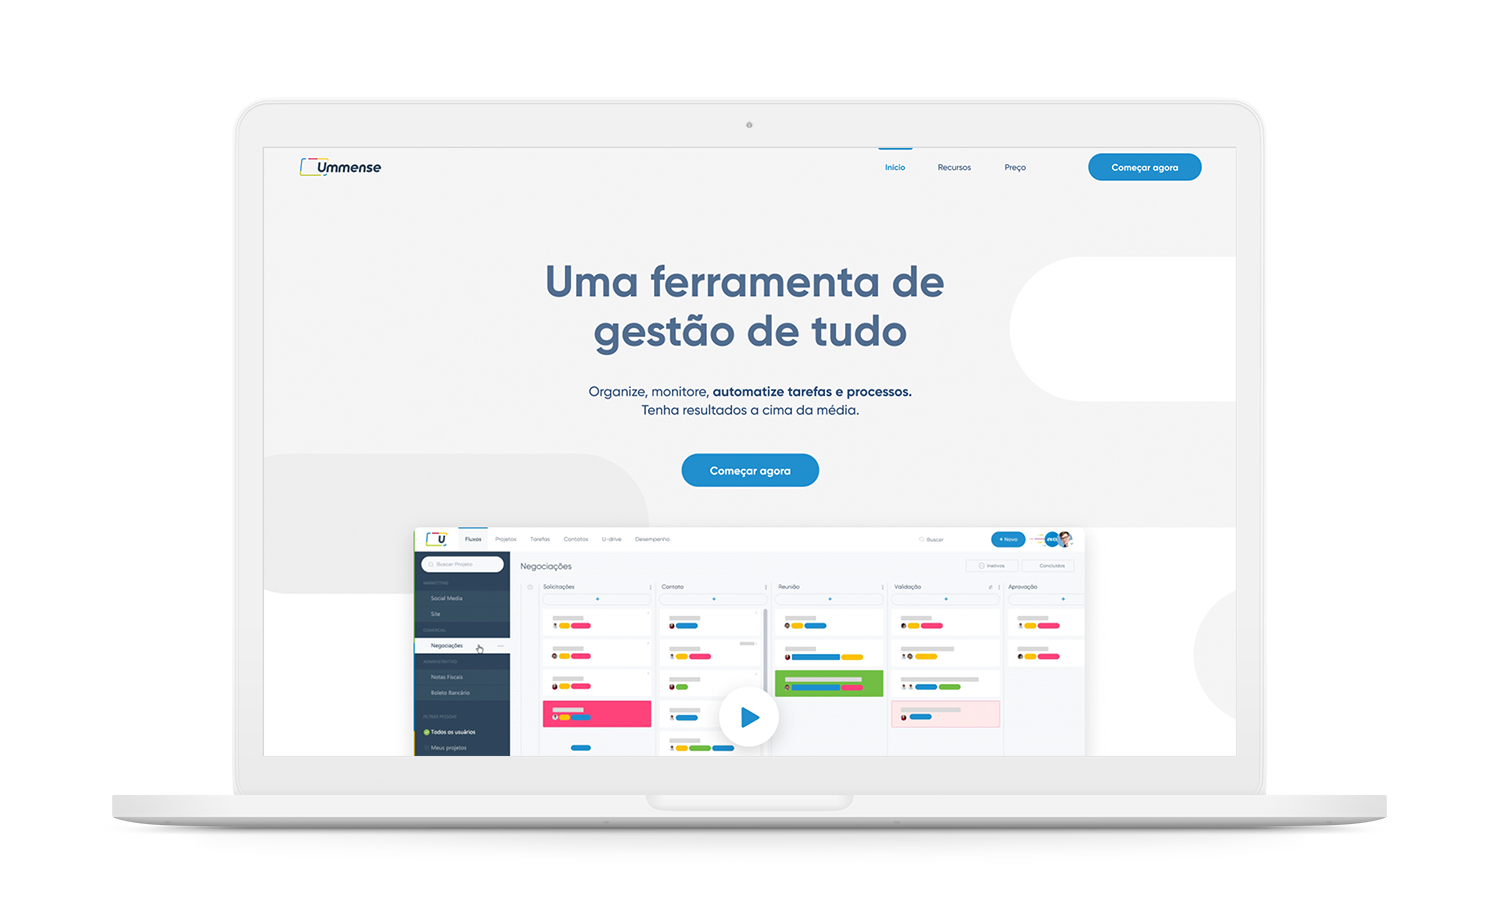 Ummense
Início
Recursos
Preço
Começar agora
Uma ferramenta de
gestão de tudo
Organize, monitore, automatize tarefas e processos.
Tenha resultados a cima da média.
Começar agora
U
Fluxos
Projetos
Tarefas
Contatos
U-drive
Desempenho
Buscar
+ Novo
Buscar Projeto
Negociações
Inativos
Concluídos
MARKETING
Social Media
Site
COMERCIAL
Negociações
ADMINISTRATIVO
Notas Fiscais
Boleto Bancário
FILTRAR PESSOAS
Todos os usuários
Meus projetos
Solicitações
Contato
Reunião
Validação
Aprovação